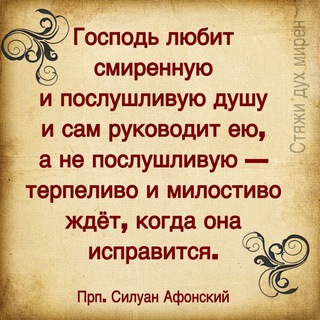 Господь любит
смиренную
и послушливую душу
и сам руководит ею,
а не послушливую —
терпеливо и милостиво
ждёт, когда она
исправится.
Прп. Силуан Афонский
Стяжи дух мирен